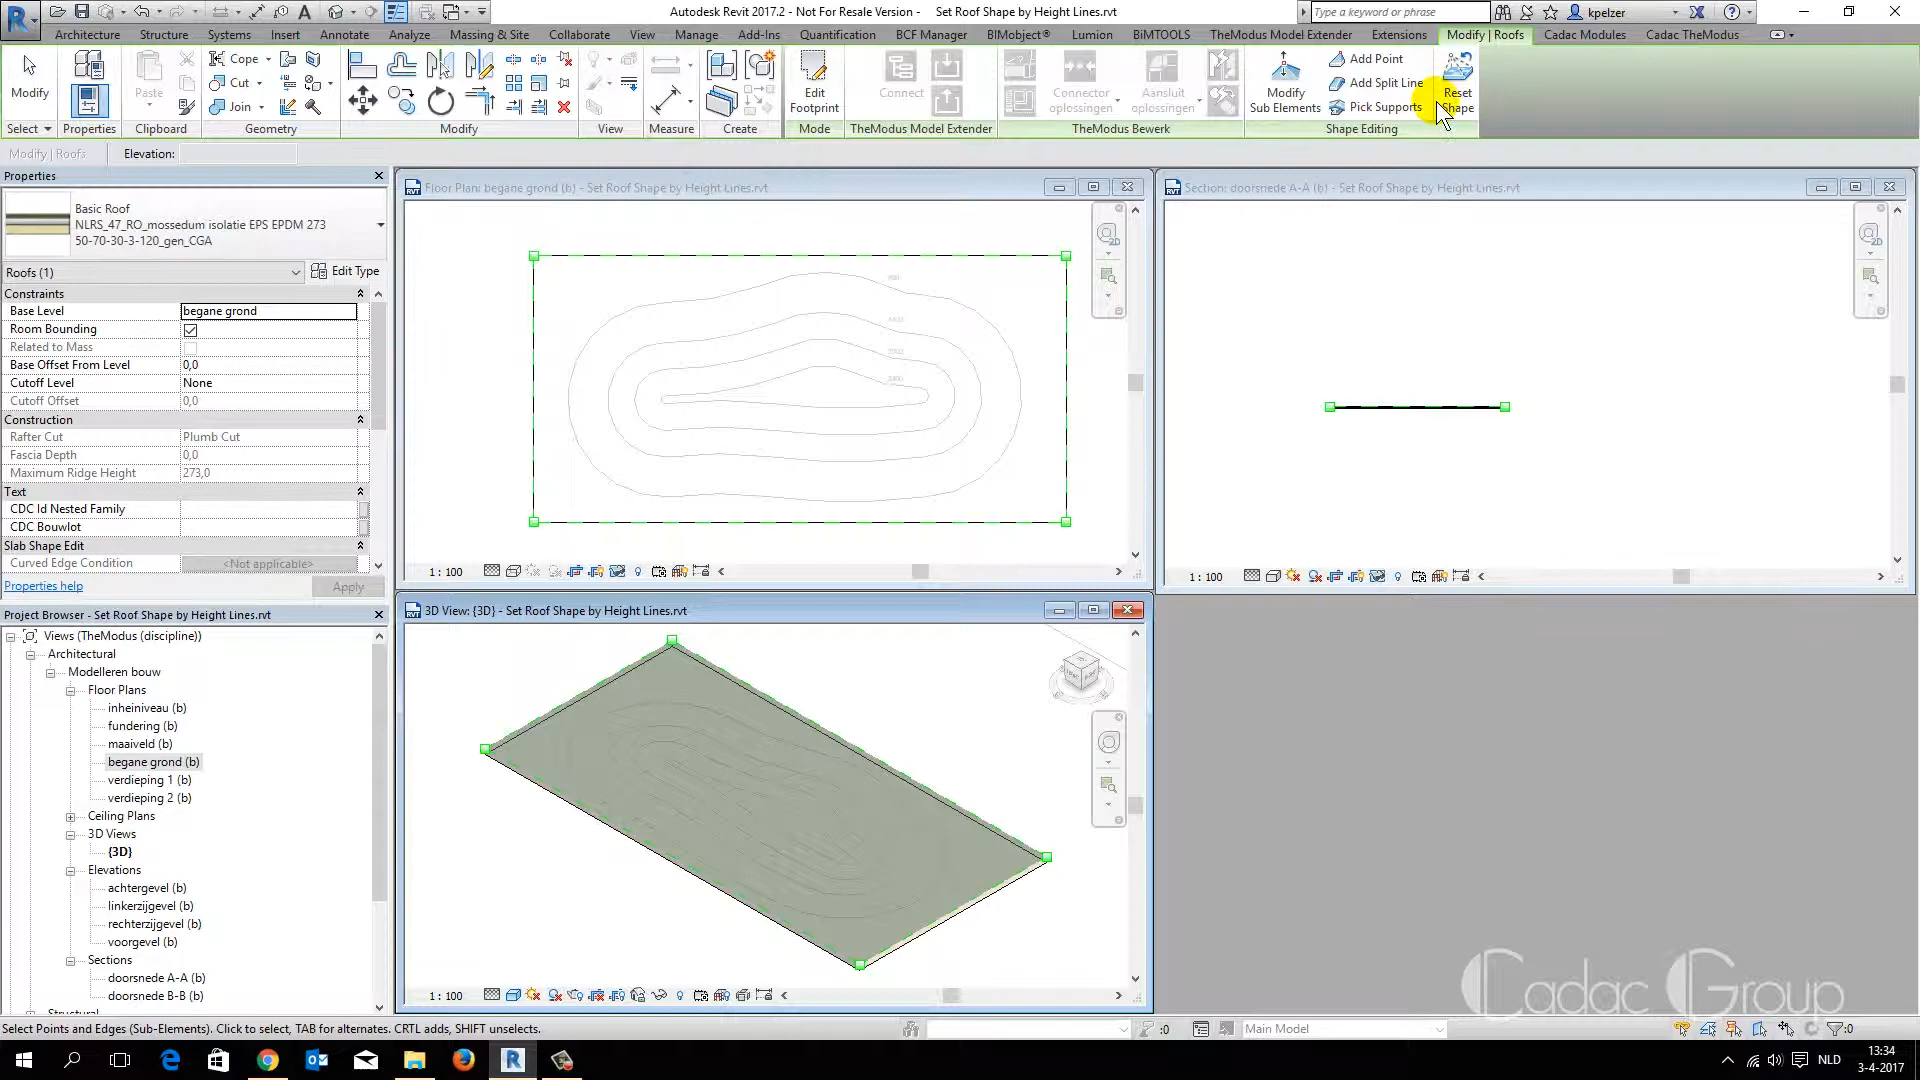 Autodesk Revit 2017.2 - Not For Resale Version - Set Roof Shape by Height Lines.rvt
Type a keyword or phrase
kpelzer
Architecture Structure Systems Insert Annotate Analyze Massing & Site Collaborate View Manage Add-Ins Quantification BCF Manager BIMobject® Lumion BiMTOOLS TheModus Model Extender Extensions Modify | Roofs Cadac Modules Cadac TheModus
Modify
Select
Properties
Paste
Clipboard
Cope
Cut
Join
Geometry
Modify
View
Measure
Create
Edit
Footprint
Mode
Connect
TheModus Model Extender
Connector
oplossingen
Aansluit
oplossingen
TheModus Bewerk
Modify
Sub Elements
Add Point
Add Split Line
Pick Supports
Reset
Shape
Shape Editing
Modify | Roofs
Elevation:
Properties
Basic Roof
NLRS_47_RO_mossedum isolatie EPS EPDM 273
50-70-30-3-120_gen_CGA
Roofs (1)
Edit Type
Constraints
Base Level begane grond
Room Bounding
Related to Mass
Base Offset From Level 0,0
Cutoff Level None
Cutoff Offset 0,0
Construction
Rafter Cut Plumb Cut
Fascia Depth 0,0
Maximum Ridge Height 273,0
Text
CDC Id Nested Family
CDC Bouwlot
Slab Shape Edit
Curved Edge Condition <Not applicable>
Properties help
Apply
Project Browser - Set Roof Shape by Height Lines.rvt
Views (TheModus (discipline))
Architectural
Modelleren bouw
Floor Plans
inheiniveau (b)
fundering (b)
maaiveld (b)
begane grond (b)
verdieping 1 (b)
verdieping 2 (b)
Ceiling Plans
3D Views
{3D}
Elevations
achtergevel (b)
linkerzijgevel (b)
rechterzijgevel (b)
voorgevel (b)
Sections
doorsnede A-A (b)
doorsnede B-B (b)
Structural
Floor Plan: begane grond (b) - Set Roof Shape by Height Lines.rvt
2D
1 : 100
Section: doorsnede A-A (b) - Set Roof Shape by Height Lines.rvt
2D
1 : 100
3D View: {3D} - Set Roof Shape by Height Lines.rvt
1 : 100
Cadac Group
Select Points and Edges (Sub-Elements). Click to select, TAB for alternates. CRTL adds, SHIFT unselects.
:0
Main Model
:0
NLD
13:34
3-4-2017